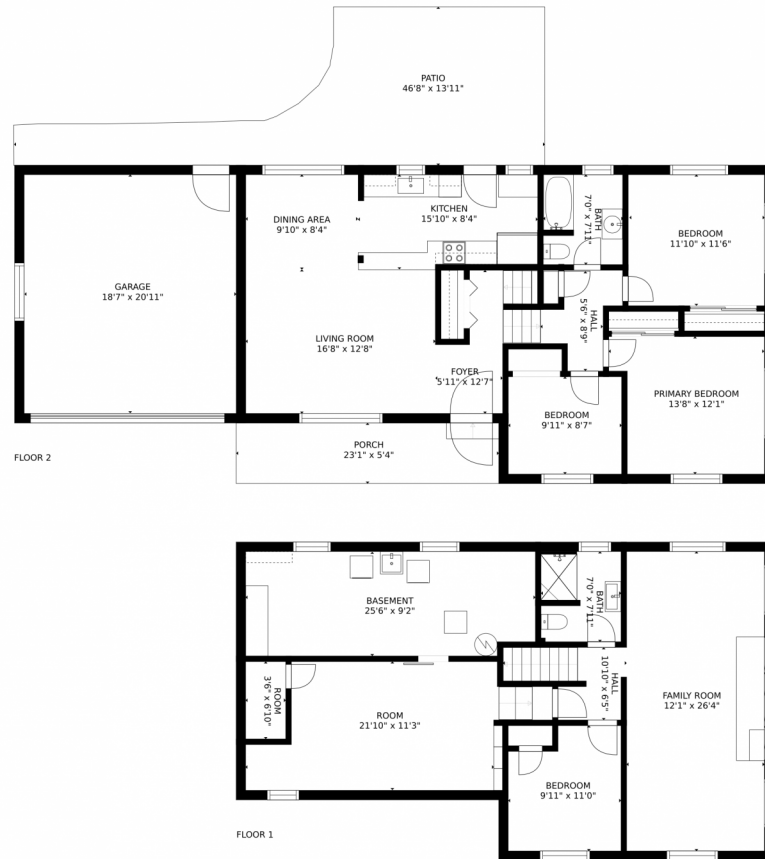 PATIO
46'8" x 13'11"
KITCHEN
15'10" x 8'4"
DINING AREA
9'10" x 8'4"
BATH
7'0" x 7'11"
BEDROOM
11'10" x 11'6"
GARAGE
18'7" x 20'11"
HALL
5'6" x 8'9"
LIVING ROOM
16'8" x 12'8"
FOYER
5'11" x 12'7"
PRIMARY BEDROOM
13'8" x 12'1"
BEDROOM
9'11" x 8'7"
PORCH
23'1" x 5'4"
FLOOR 2
BASEMENT
25'6" x 9'2"
BATH
7'0" x 7'11"
ROOM
3'6" x 6'10"
HALL
10'10" x 6'5"
FAMILY ROOM
12'1" x 26'4"
ROOM
21'10" x 11'3"
BEDROOM
9'11" x 11'0"
FLOOR 1